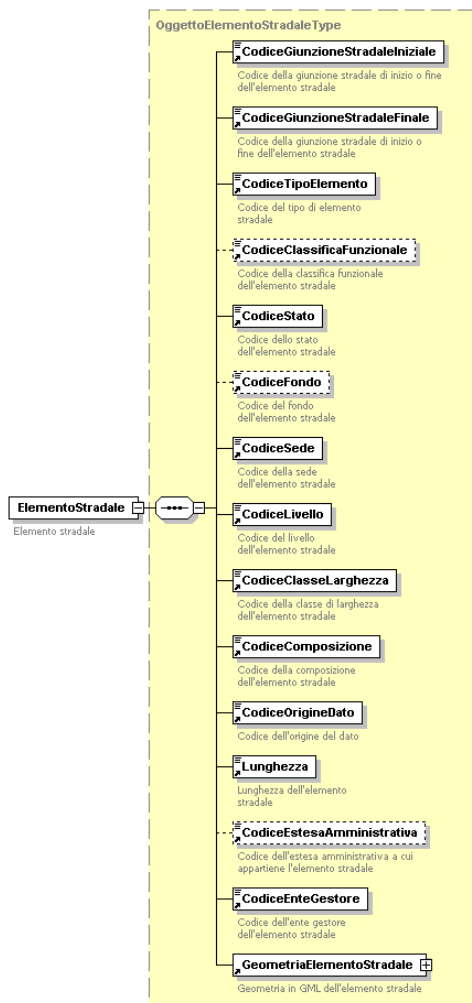 OggettoElementoStradaleType
CodiceGiunzioneStradaleIniziale
Codice della giunzione stradale di inizio o fine
dell'elemento stradale
CodiceGiunzioneStradaleFinale
Codice della giunzione stradale di inizio o
fine dell'elemento stradale
CodiceTipoElemento
Codice del tipo di elemento
stradale
CodiceClassificaFunzionale
Codice della classifica funzionale
dell'elemento stradale
CodiceStato
Codice dello stato
dell'elemento stradale
CodiceFondo
Codice del fondo
dell'elemento stradale
CodiceSede
Codice della sede
dell'elemento stradale
ElementoStradale
Elemento stradale
CodiceLivello
Codice del livello
dell'elemento stradale
CodiceClasseLarghezza
Codice della classe di larghezza
dell'elemento stradale
CodiceComposizione
Codice della composizione
dell'elemento stradale
CodiceOrigineDato
Codice dell'origine del dato
Lunghezza
Lunghezza dell'elemento
stradale
CodiceEstesaAmministrativa
Codice dell'estesa amministrativa a cui
appartiene l'elemento stradale
CodiceEnteGestore
Codice dell'ente gestore
dell'elemento stradale
GeometriaElementoStradale
Geometria in GML dell'elemento stradale